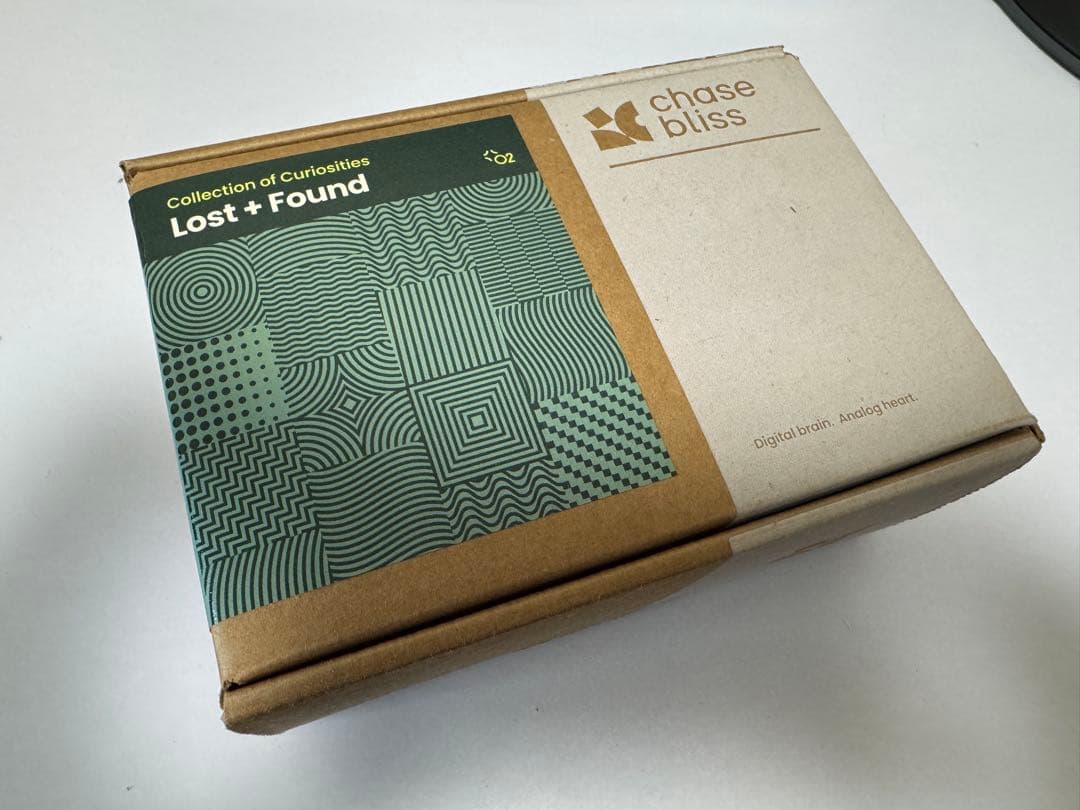 Collection of Curiosities
Lost + Found
02
chase
bliss
Digital brain. Analog heart.